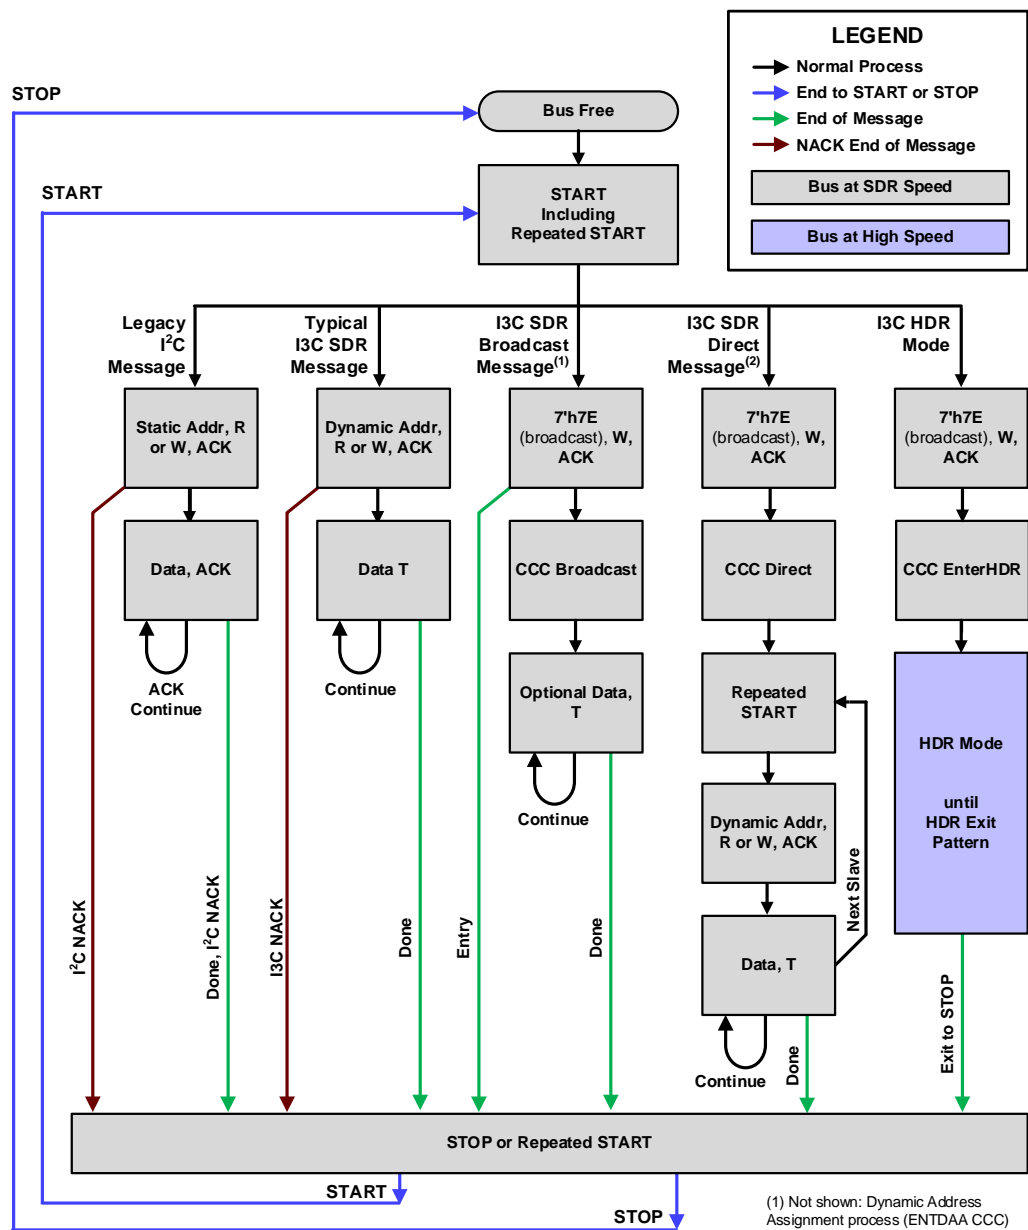 LEGEND
Normal Process
End to START or STOP
End of Message
NACK End of Message
Bus at SDR Speed
Bus at High Speed
STOP
Bus Free
START
START
Including
Repeated START
Legacy
I²C
Message
Typical
I3C SDR
Message
I3C SDR
Broadcast
Message(1)
I3C SDR
Direct
Message(2)
I3C HDR
Mode
Static Addr, R
or W, ACK
Dynamic Addr,
R or W, ACK
7'h7E
(broadcast), W,
ACK
7'h7E
(broadcast), W,
ACK
7'h7E
(broadcast), W,
ACK
Data, ACK
Data T
CCC Broadcast
CCC Direct
CCC EnterHDR
ACK
Continue
Continue
Optional Data,
T
Continue
Repeated
START
Dynamic Addr,
R or W, ACK
Data, T
Continue
Next Slave
HDR Mode
until
HDR Exit
Pattern
I²C NACK
Done, I²C NACK
I3C NACK
Done
Entry
Done
Done
Exit to STOP
STOP or Repeated START
START
STOP
(1) Not shown: Dynamic Address
Assignment process (ENTDAA CCC)